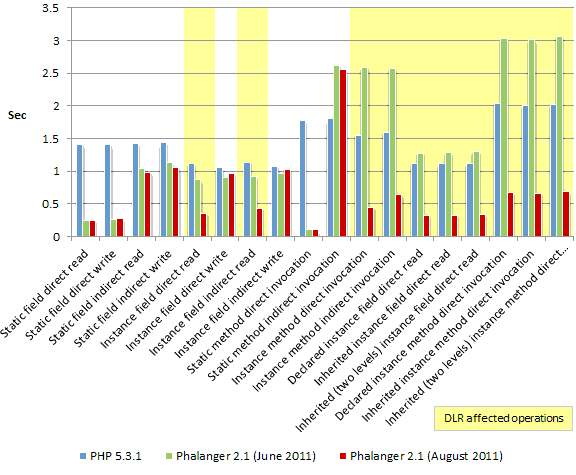 3.5
3
2.5
2
1.5
1
0.5
0
Sec
Static field direct read
Static field direct write
Static field indirect read
Static field indirect write
Instance field direct read
Instance field direct write
Instance field indirect read
Instance field indirect write
Static method direct invocation
Static method indirect invocation
Instance method direct invocation
Instance method indirect invocation
Declared instance field direct read
Inherited instance field direct read
Inherited (two levels) instance field direct read
Declared instance method direct invocation
Inherited instance method direct invocation
Inherited (two levels) instance method direct...
DLR affected operations
PHP 5.3.1
Phalanger 2.1 (June 2011)
Phalanger 2.1 (August 2011)